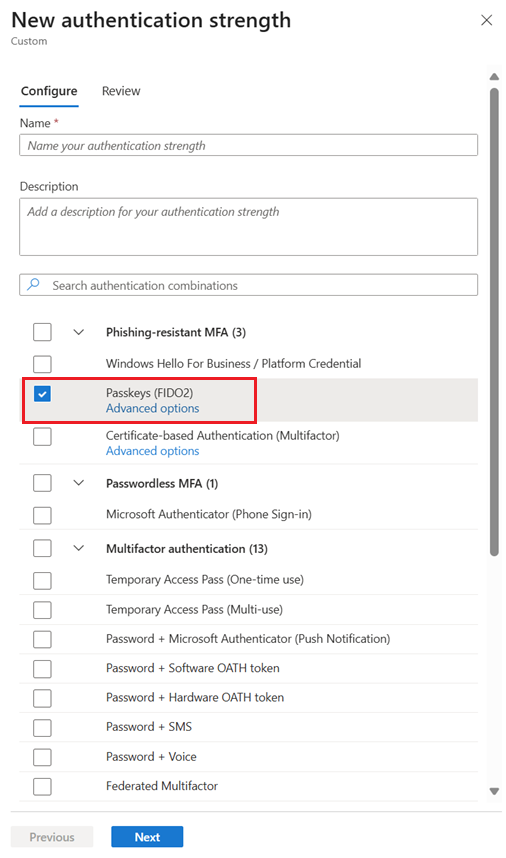 New authentication strength
Custom
Configure Review
Name *
Name your authentication strength
Description
Add a description for your authentication strength
Search authentication combinations
Phishing-resistant MFA (3)
Windows Hello For Business / Platform Credential
Passkeys (FIDO2)
Advanced options
Certificate-based Authentication (Multifactor)
Advanced options
Passwordless MFA (1)
Microsoft Authenticator (Phone Sign-in)
Multifactor authentication (13)
Temporary Access Pass (One-time use)
Temporary Access Pass (Multi-use)
Password + Microsoft Authenticator (Push Notification)
Password + Software OATH token
Password + Hardware OATH token
Password + SMS
Password + Voice
Federated Multifactor
Previous Next